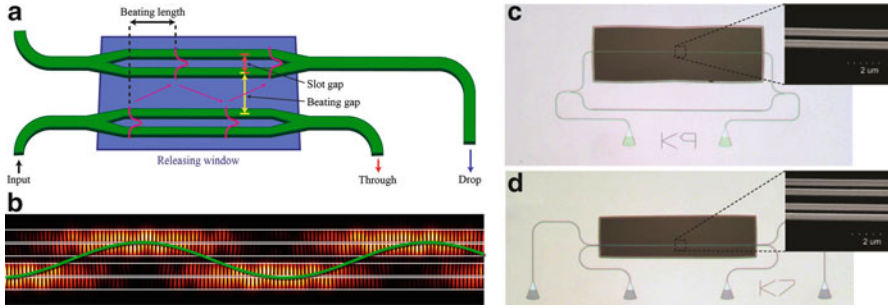 a
Beating length
Slot gap
Beating gap
Releasing window
Input
Through
Drop
b
c
2 um
K9
d
2 um
K7